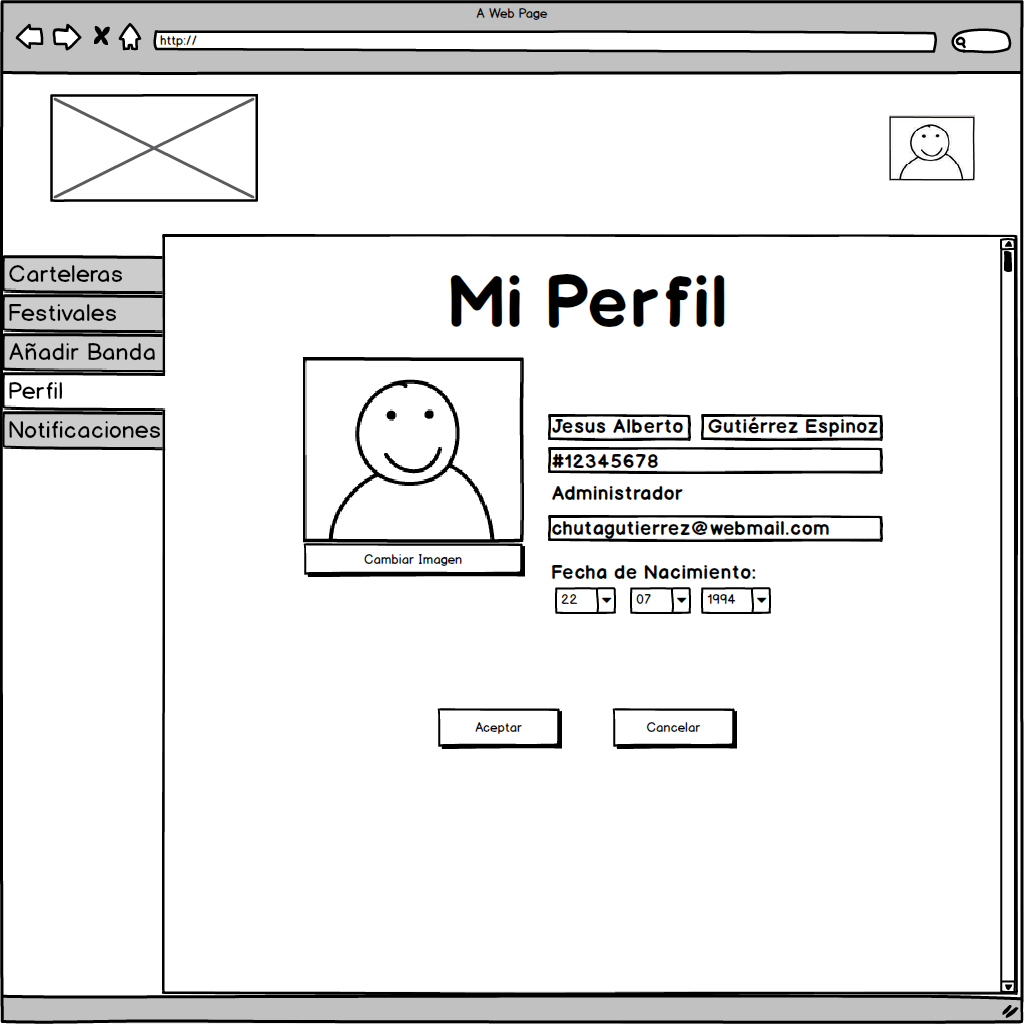 A Web Page
http://
Carteleras
Festivales
Añadir Banda
Perfil
Notificaciones
Mi Perfil
Cambiar Imagen
Jesus Alberto Gutiérrez Espinoz
#12345678
Administrador
chutagutierrez@webmail.com
Fecha de Nacimiento:
22 07 1994
Aceptar Cancelar